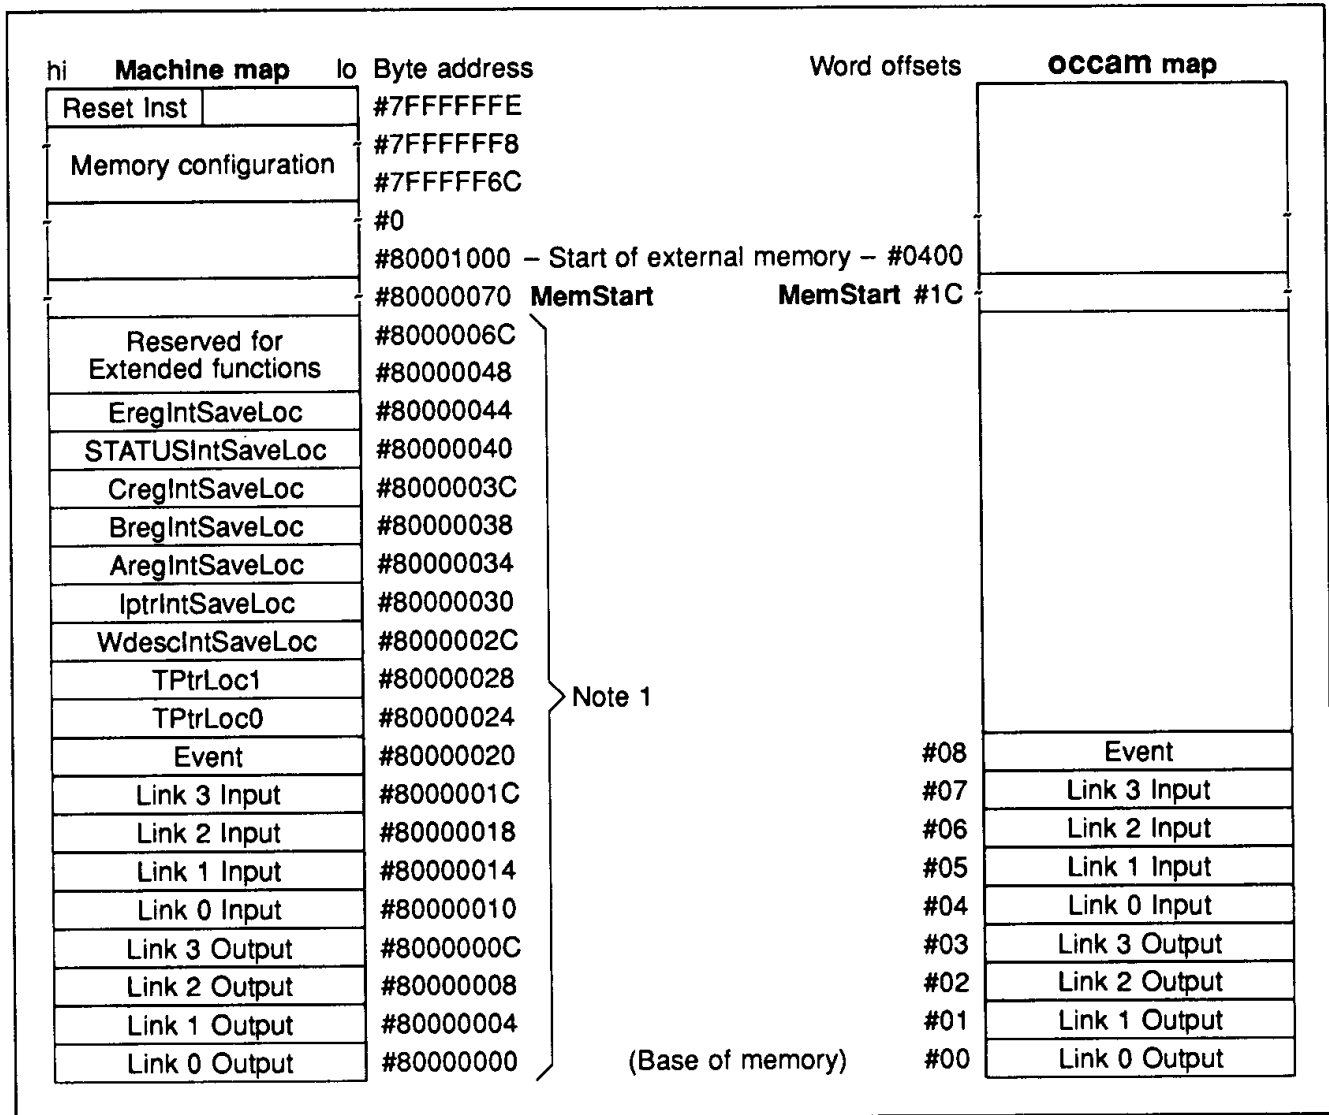 hi Machine map lo Byte address Word offsets occam map
Reset Inst #7FFFFFFE
#7FFFFFF8
Memory configuration
#7FFFFF6C
#0
#80001000 – Start of external memory – #0400
#80000070 MemStart MemStart #1C
Reserved for #8000006C
Extended functions #80000048
EregIntSaveLoc #80000044
STATUSIntSaveLoc #80000040
CregIntSaveLoc #8000003C
BregIntSaveLoc #80000038
AregIntSaveLoc #80000034
IptrIntSaveLoc #80000030
WdescIntSaveLoc #8000002C
TPtrLoc1 #80000028
Note 1
TPtrLoc0 #80000024
Event #80000020 #08 Event
Link 3 Input #8000001C #07 Link 3 Input
Link 2 Input #80000018 #06 Link 2 Input
Link 1 Input #80000014 #05 Link 1 Input
Link 0 Input #80000010 #04 Link 0 Input
Link 3 Output #8000000C #03 Link 3 Output
Link 2 Output #80000008 #02 Link 2 Output
Link 1 Output #80000004 #01 Link 1 Output
Link 0 Output #80000000 (Base of memory) #00 Link 0 Output